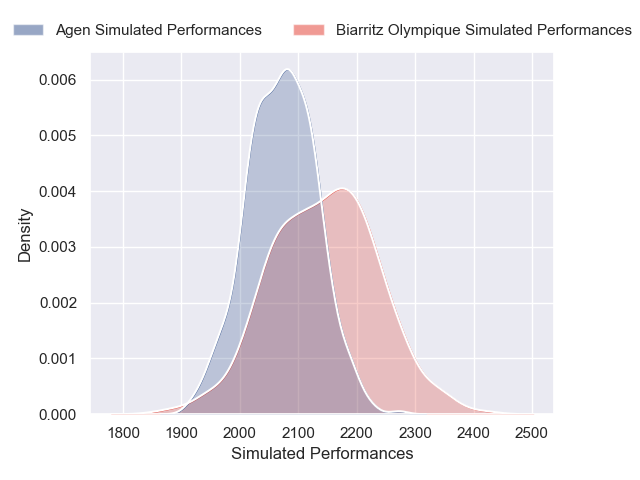 Agen Simulated Performances Biarritz Olympique Simulated Performances
0.006
0.005
0.004
0.003
0.002
0.001
0.000
Density
1800 1900 2000 2100 2200 2300 2400 2500
Simulated Performances